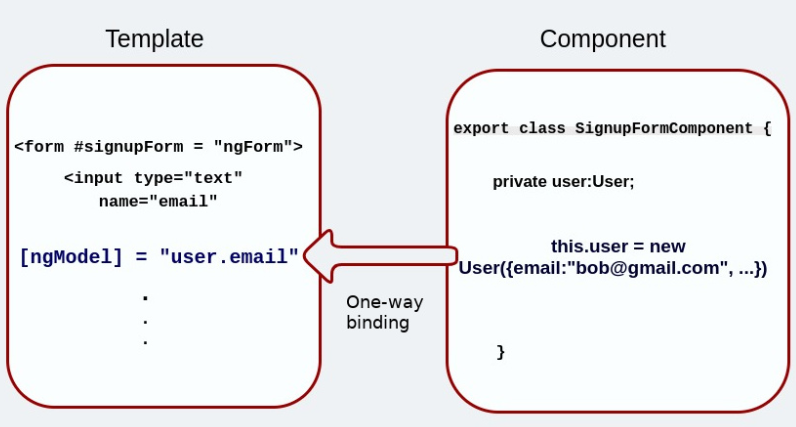 Template
Component
<form #signupForm = "ngForm">
<input type="text"
name="email"
[ngModel] = "user.email"
.
.
.
One-way
binding
export class SignupFormComponent {
private user:User;
this.user = new
User({email:"bob@gmail.com", ...})
}